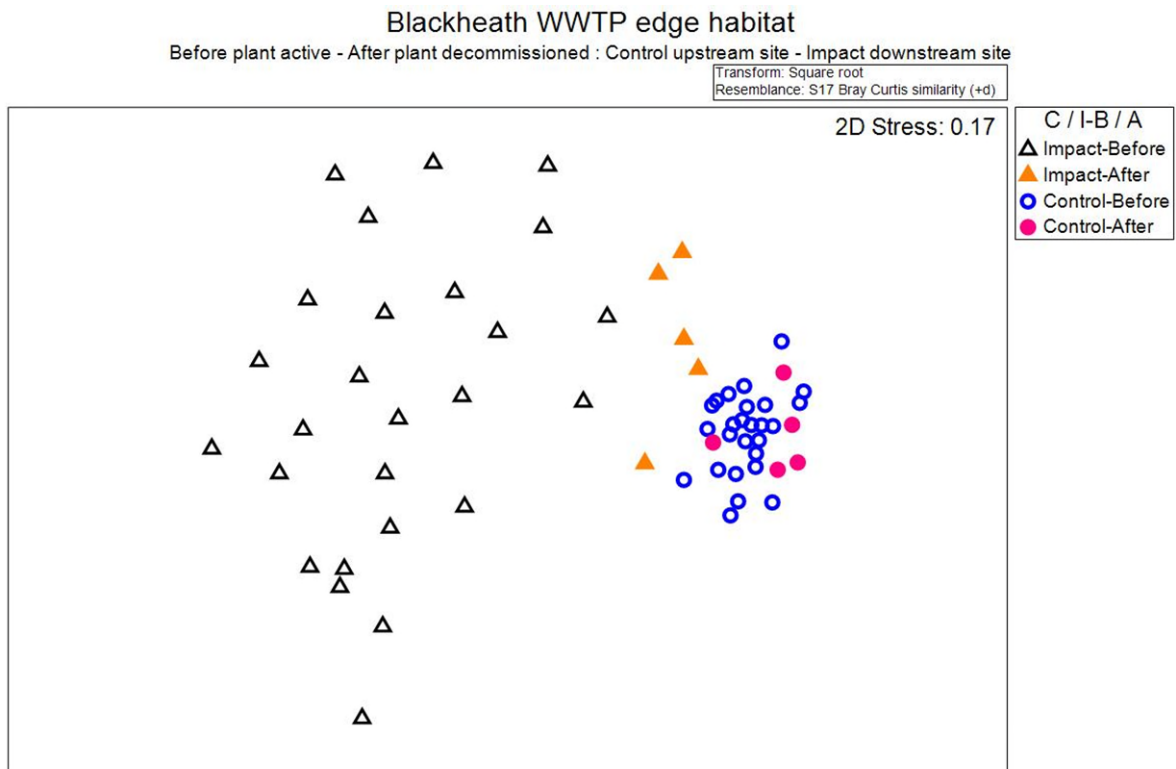 Blackheath WWTP edge habitat
Before plant active - After plant decommissioned : Control upstream site - Impact downstream site
Transform: Square root
Resemblance: S17 Bray Curtis similarity (+d)
2D Stress: 0.17
C / I-B / A
Impact-Before
Impact-After
Control-Before
Control-After